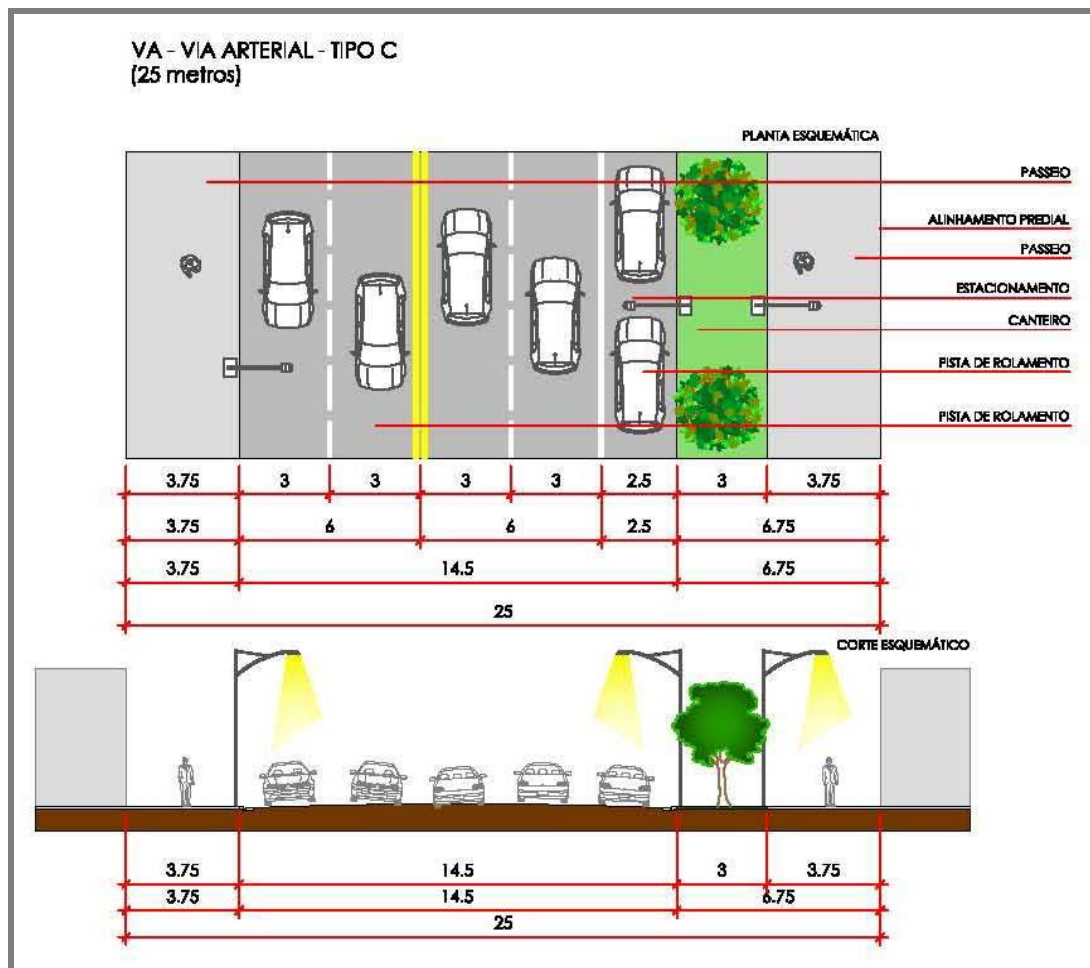 VA - VIA ARTERIAL - TIPO C
(25 metros)
PLANTA ESQUEMÁTICA
PASSEIO
ALINHAMENTO PREDIAL
PASSEIO
ESTACIONAMENTO
CANTEIRO
PISTA DE ROLAMENTO
PISTA DE ROLAMENTO
3.75 3 3 3 3 2.5 3 3.75
3.75 6 6 2.5 6.75
3.75 14.5 6.75
25
CORTE ESQUEMÁTICO
3.75 14.5 3 3.75
3.75 14.5 6.75
25